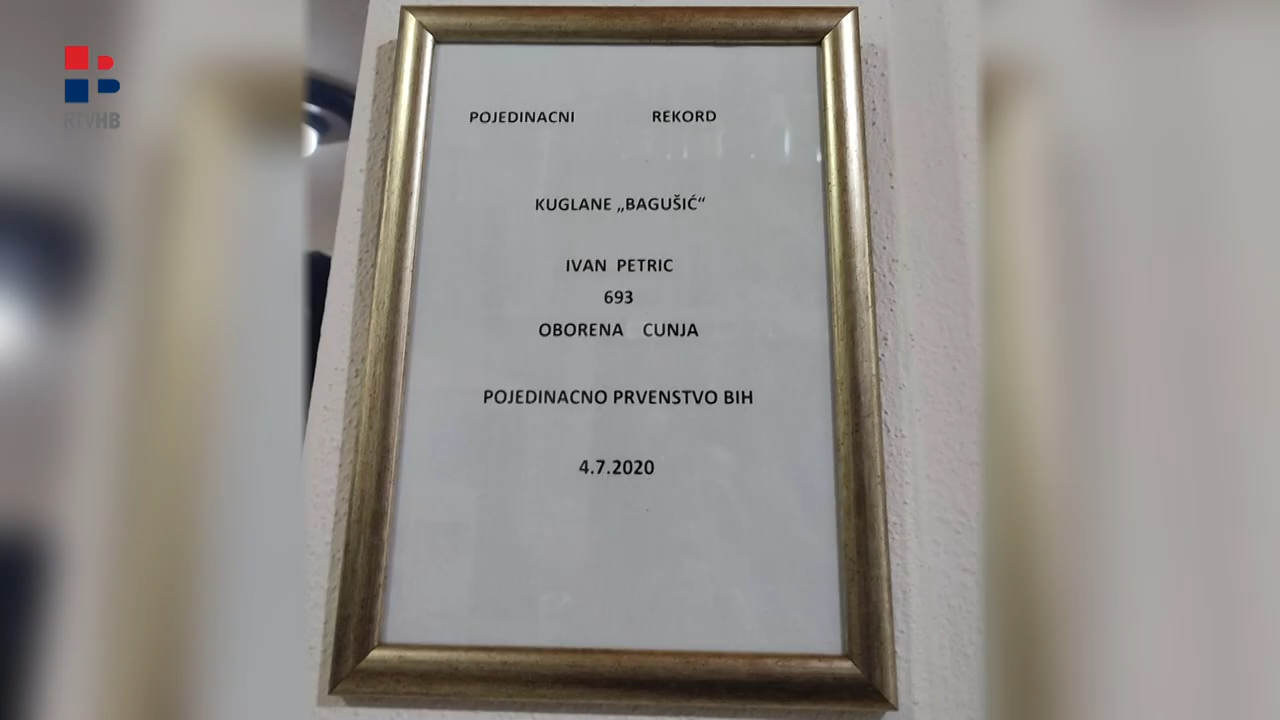 RTVHB
POJEDINACNI REKORD
KUGLANE „BAGUŠIĆ“
IVAN PETRIC
693
OBORENA CUNJA
POJEDINACNO PRVENSTVO BIH
4.7.2020